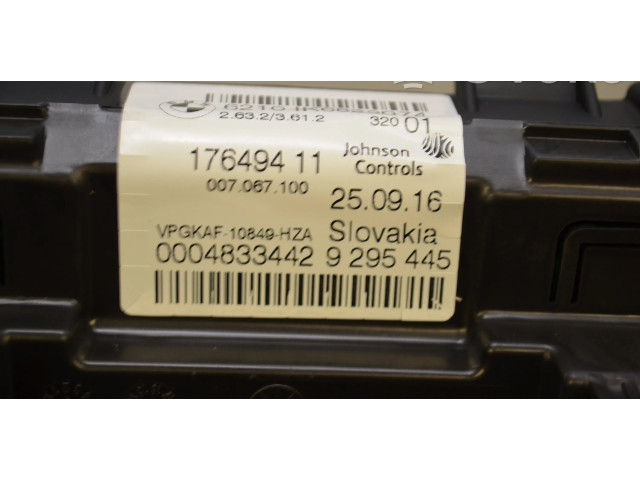 2.63.2/3.61.2 320 01
176494 11 Johnson Controls
007.067.100
25.09.16
VPGKAF-10849-HZA Slovakia
0004833442 9 295 445